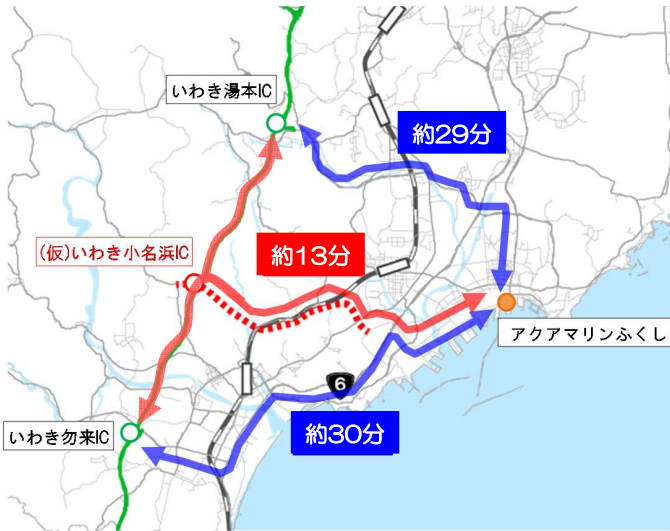 いわき湯本IC
約29分
(仮)いわき小名浜IC
約13分
アクアマリンふくし
6
いわき勿来IC
約30分